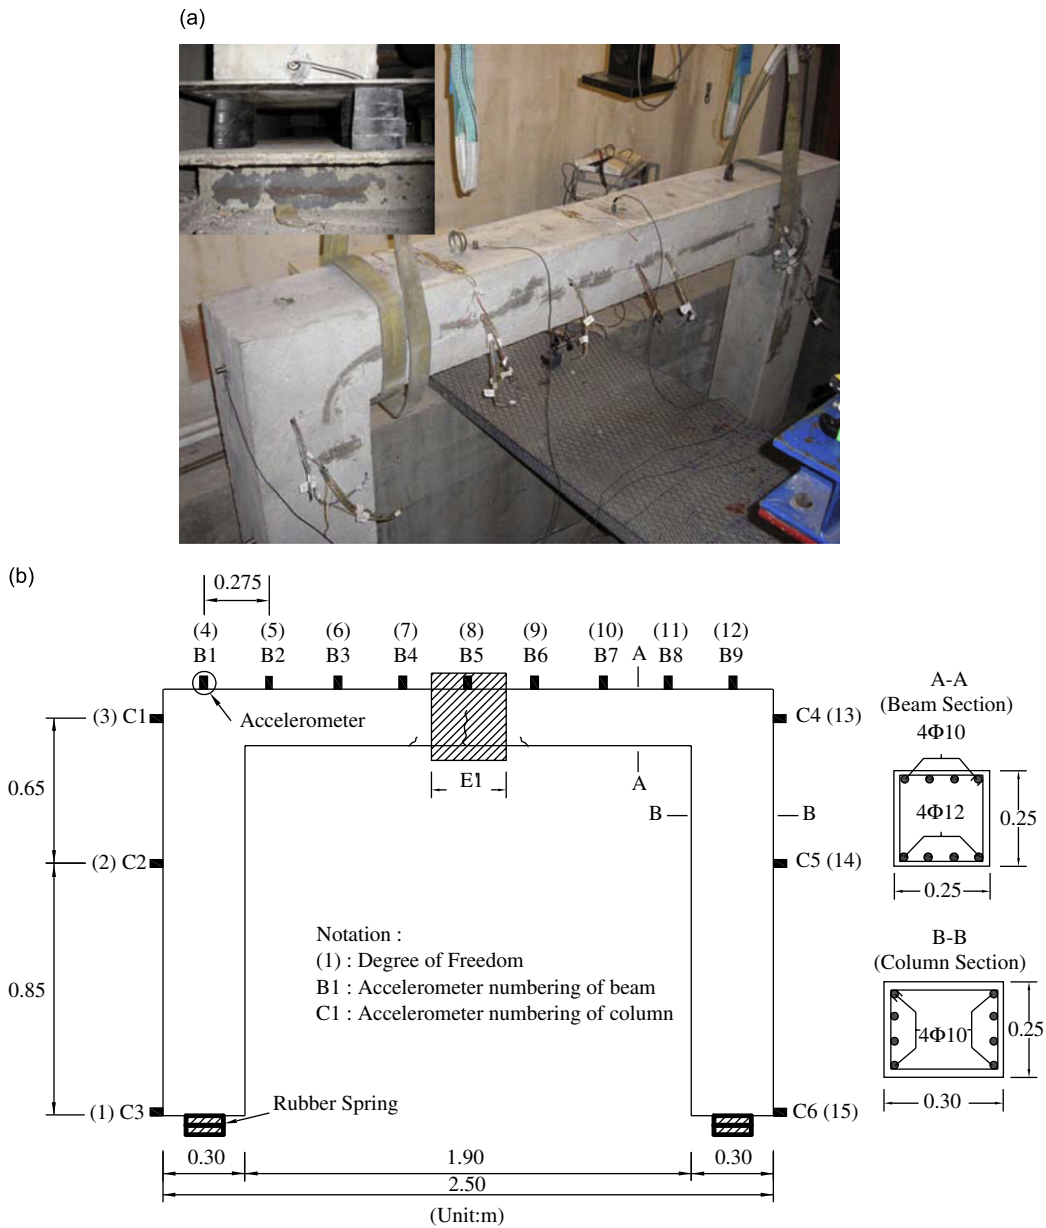 (a)
(b)
0.275
(4) (5) (6) (7) (8) (9) (10) (11) (12)
B1 B2 B3 B4 B5 B6 B7 A B8 B9
A-A
(Beam Section)
(3) C1
Accelerometer
C4 (13)
4Φ10
0.65
E1
A
B
B
4Φ12
0.25
(2) C2
C5 (14)
0.25
Notation :
(1) : Degree of Freedom
B1 : Accelerometer numbering of beam
C1 : Accelerometer numbering of column
B-B
(Column Section)
0.85
4Φ10
0.25
(1) C3
Rubber Spring
C6 (15)
0.30
0.30
1.90
0.30
2.50
(Unit:m)